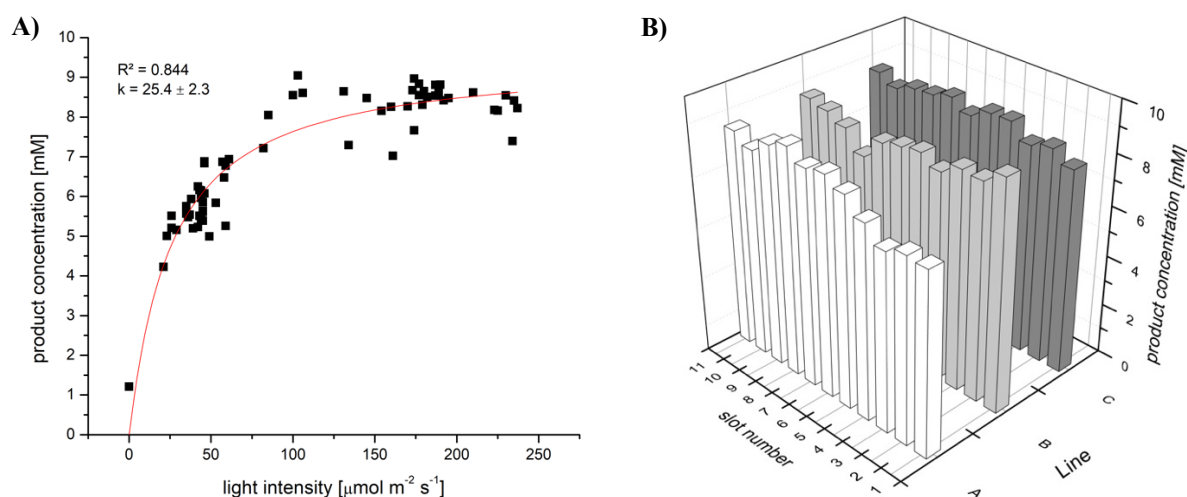 A)
R² = 0.844
k = 25.4 ± 2.3
product concentration [mM]
10
9
8
7
6
5
4
3
2
1
0
0 50 100 150 200 250
light intensity [μmol m⁻² s⁻¹]
B)
10
8
6
4
2
0
product concentration [mM]
11
10
9
8
7
6
5
4
3
2
1
slot number
A
B
C
Line